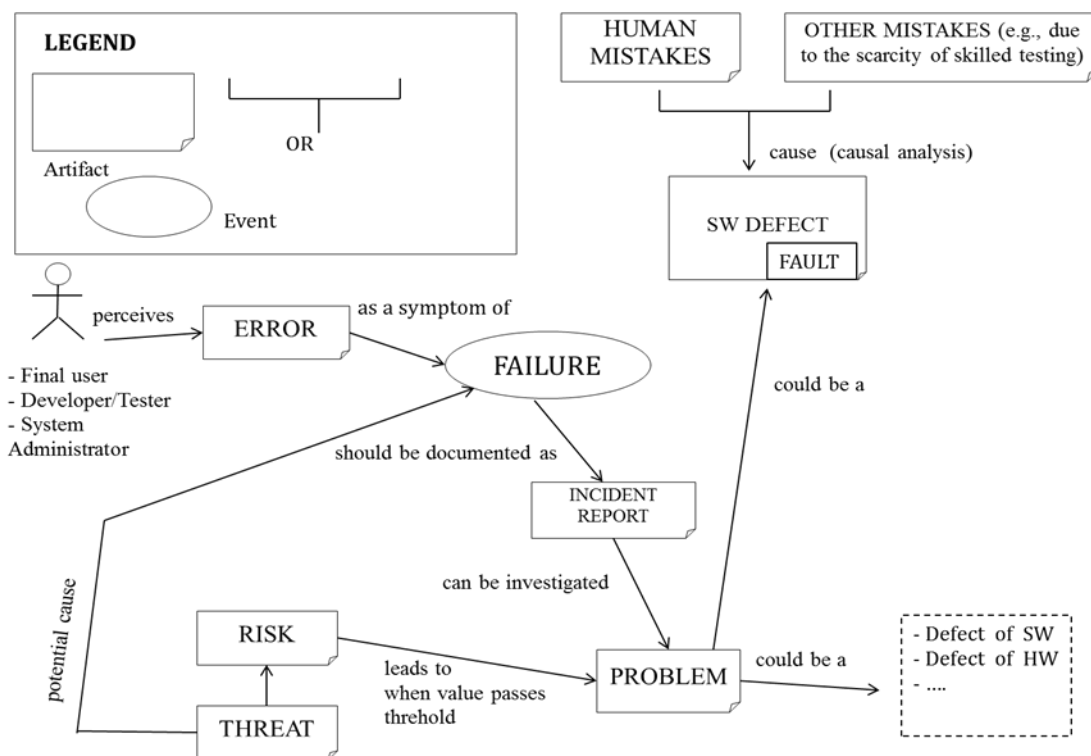 LEGEND
OR
Artifact
Event
HUMAN
MISTAKES
OTHER MISTAKES (e.g., due
to the scarcity of skilled testing)
cause (causal analysis)
SW DEFECT
FAULT
perceives
ERROR
as a symptom of
FAILURE
- Final user
- Developer/Tester
- System
Administrator
could be a
should be documented as
INCIDENT
REPORT
can be investigated
potential cause
RISK
leads to
when value passes
threhold
PROBLEM
could be a
- Defect of SW
- Defect of HW
- ....
THREAT